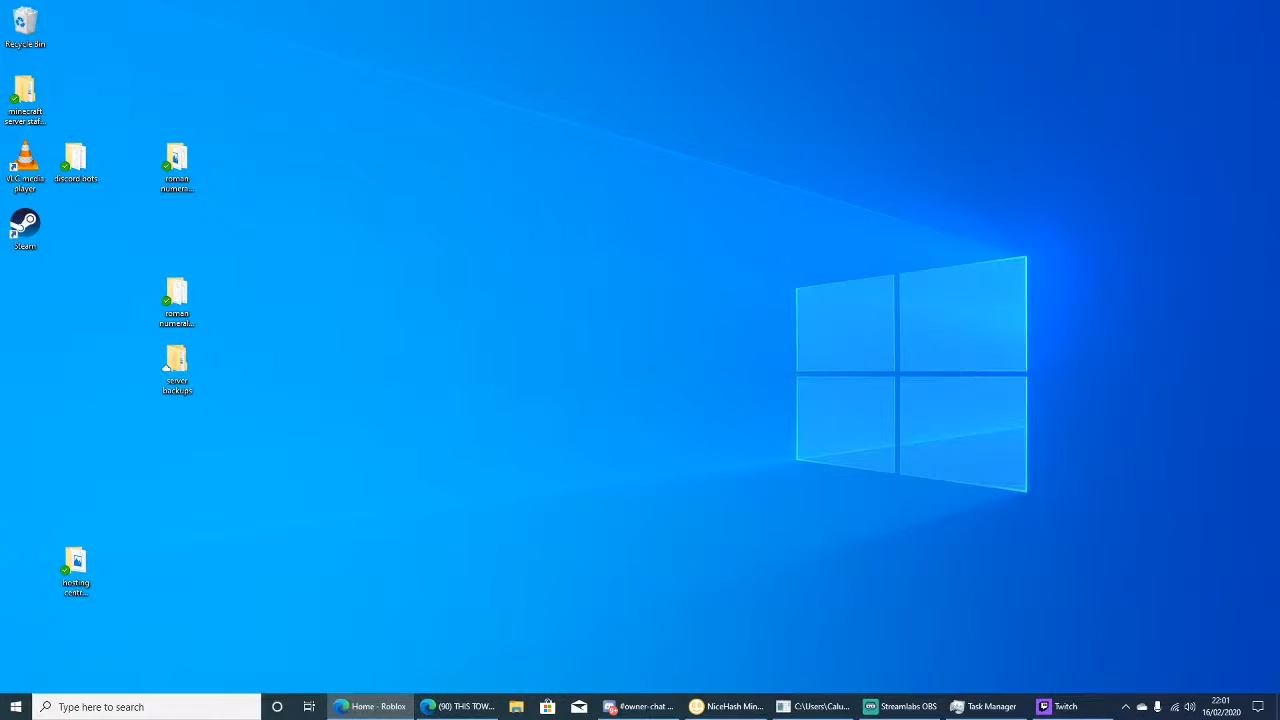 Recycle Bin
minecraft
server staf...
VLC media
player
discord.bots
roman
numera...
Steam
roman
numeral...
server
backups
hosting
centr...
Type here to search
Home - Roblox
(90) THIS TOW...
#owner-chat ...
NiceHash Min...
C:\Users\Calu...
Streamlabs OBS
Task Manager
Twitch
22:01
16/02/2020